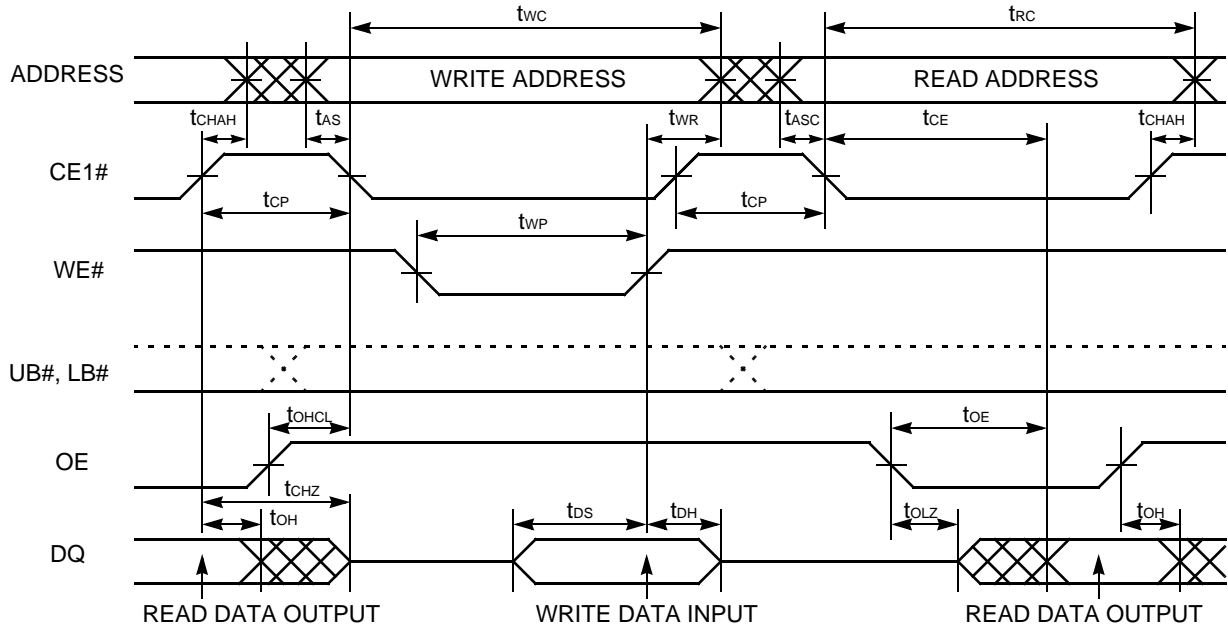 tWC tRC
ADDRESS WRITE ADDRESS READ ADDRESS
tCHAH tAS tWR tASC tCE tCHAH
CE1#
tCP tCP
tWP
WE#
UB#, LB#
tOHCL tOE
OE
tCHZ
tOH tDS tDH tOLZ tOH
DQ
READ DATA OUTPUT WRITE DATA INPUT READ DATA OUTPUT